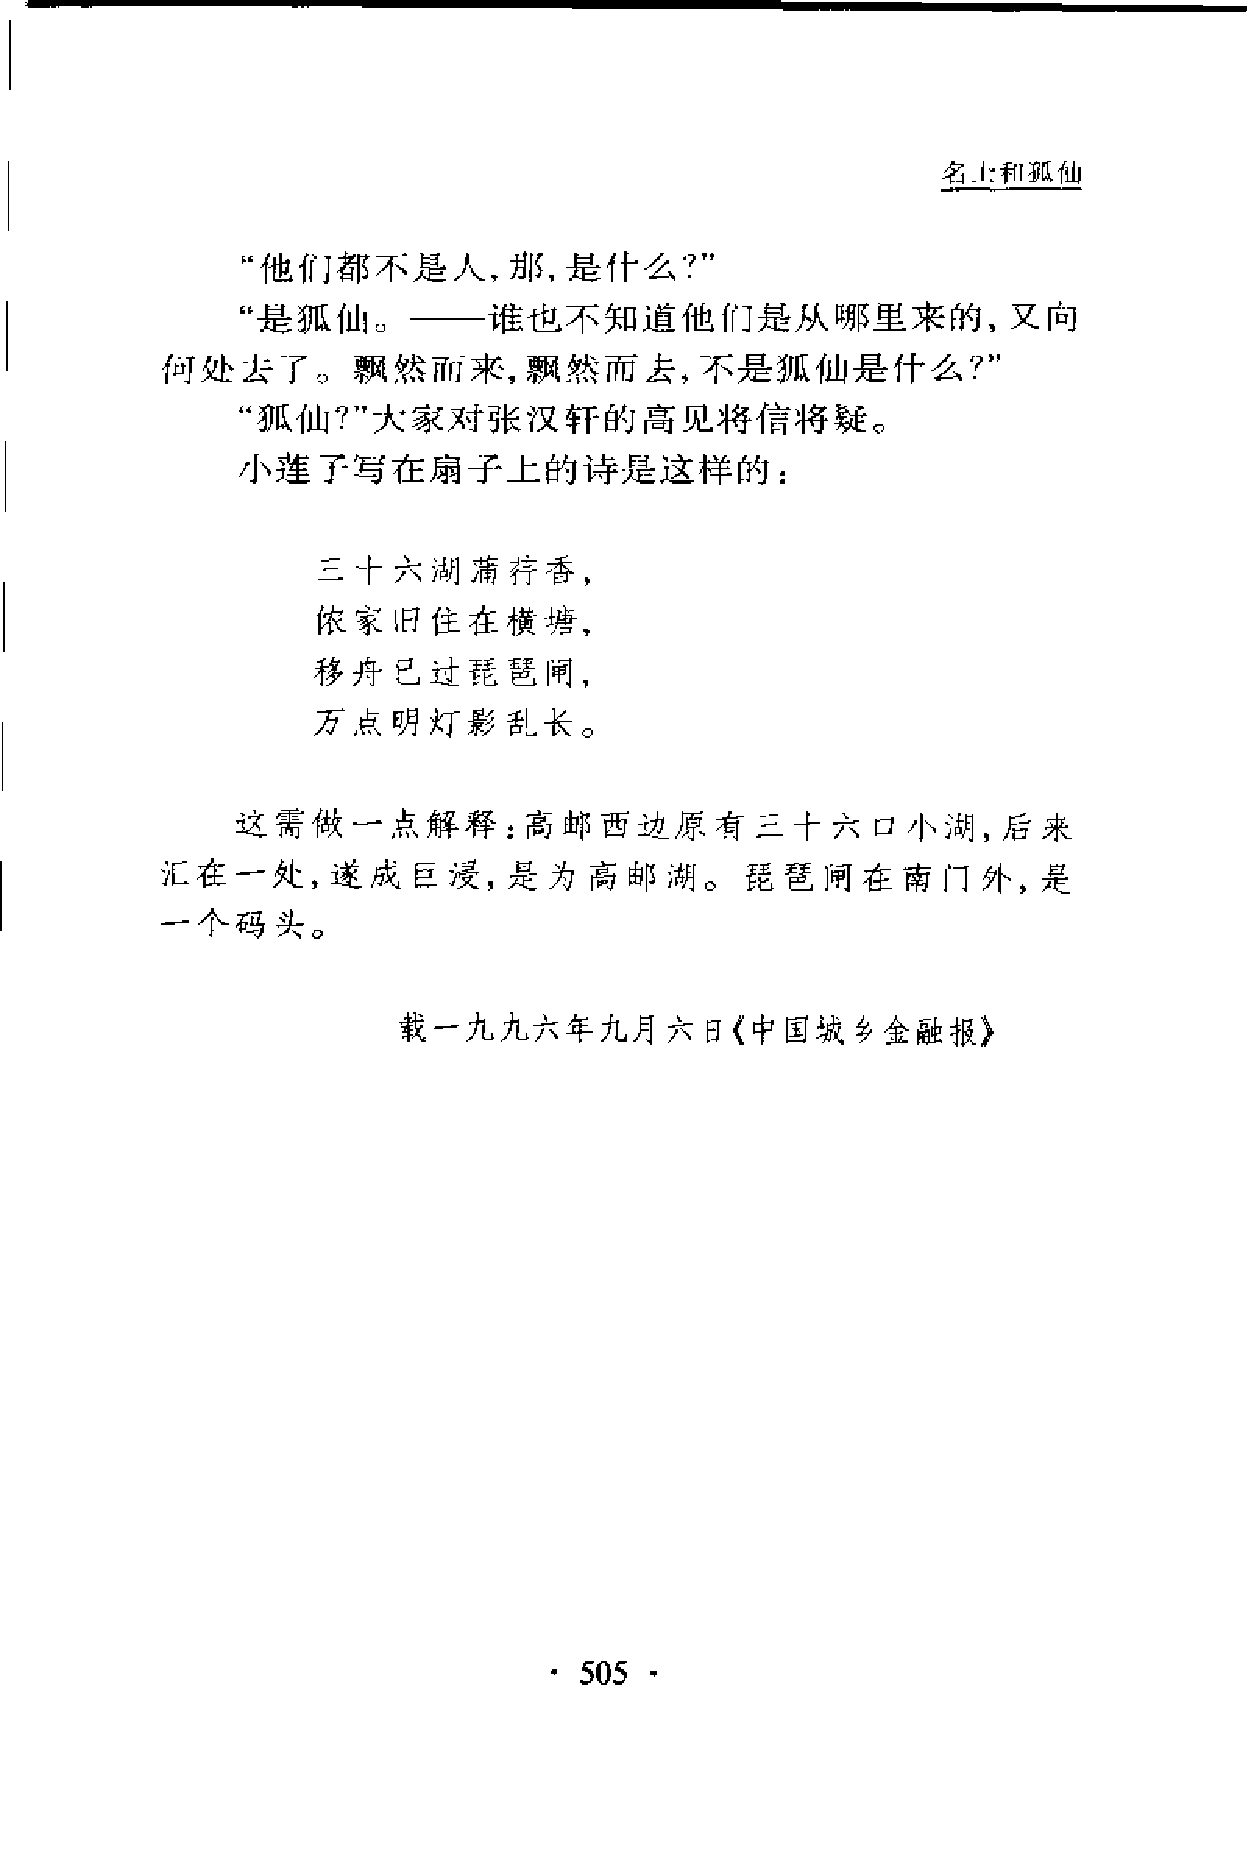 名士和狐仙
“他们都不是人,那,是什么?”
“是狐仙。——谁也不知道他们是从哪里来的,又向
何处去了。飘然而来,飘然而去,不是狐仙是什么?”
“狐仙?”大家对张汉轩的高见将信将疑。
小莲子写在扇子上的诗是这样的:
三十六湖蒲荇香,
侬家旧住在横塘,
移舟已过琵琶闸,
万点明灯影乱长。
这需做一点解释:高邮西边原有三十六口小湖,后来
汇在一处,遂成巨浸,是为高邮湖。琵琶闸在南门外,是
一个码头。
载一九九六年九月六日《中国城乡金融报》
· 505 ·